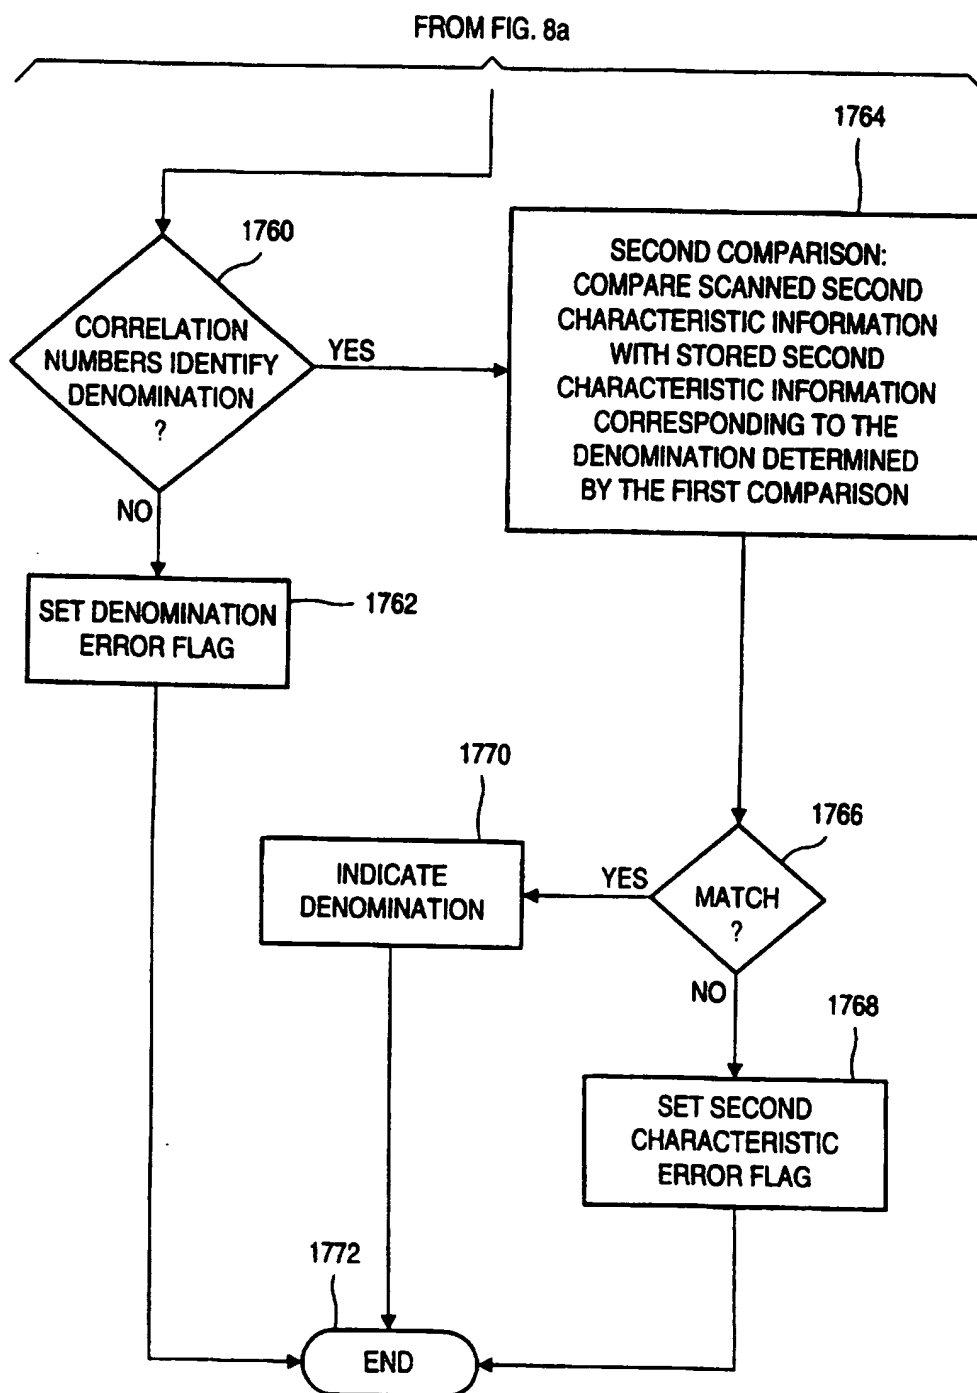 FROM FIG. 8a
1764
1760
SECOND COMPARISON:
COMPARE SCANNED SECOND
CHARACTERISTIC INFORMATION
WITH STORED SECOND
CHARACTERISTIC INFORMATION
CORRESPONDING TO THE
DENOMINATION DETERMINED
BY THE FIRST COMPARISON
CORRELATION
NUMBERS IDENTIFY
DENOMINATION
?
YES
NO
SET DENOMINATION
ERROR FLAG
1762
1770
1766
INDICATE
DENOMINATION
YES
MATCH
?
NO
1768
SET SECOND
CHARACTERISTIC
ERROR FLAG
1772
END